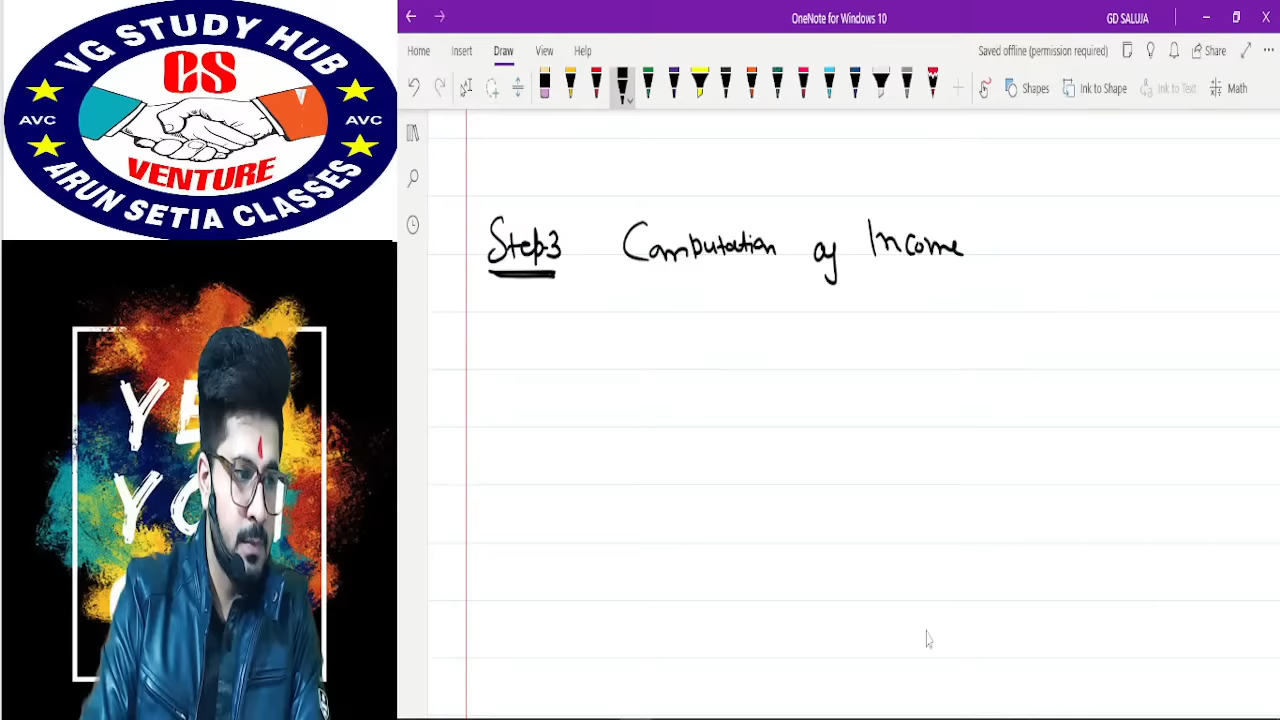 VG STUDY HUB
CS
AVC
AVC
VENTURE
ARUN SETIA CLASSES
YE
YO
OneNote for Windows 10
GD SALUJA
Home Insert Draw View Help
Saved offline (permission required)
Share
Shapes
Ink to Shape
Ink to Text
Math
Step-3 Computation of Income